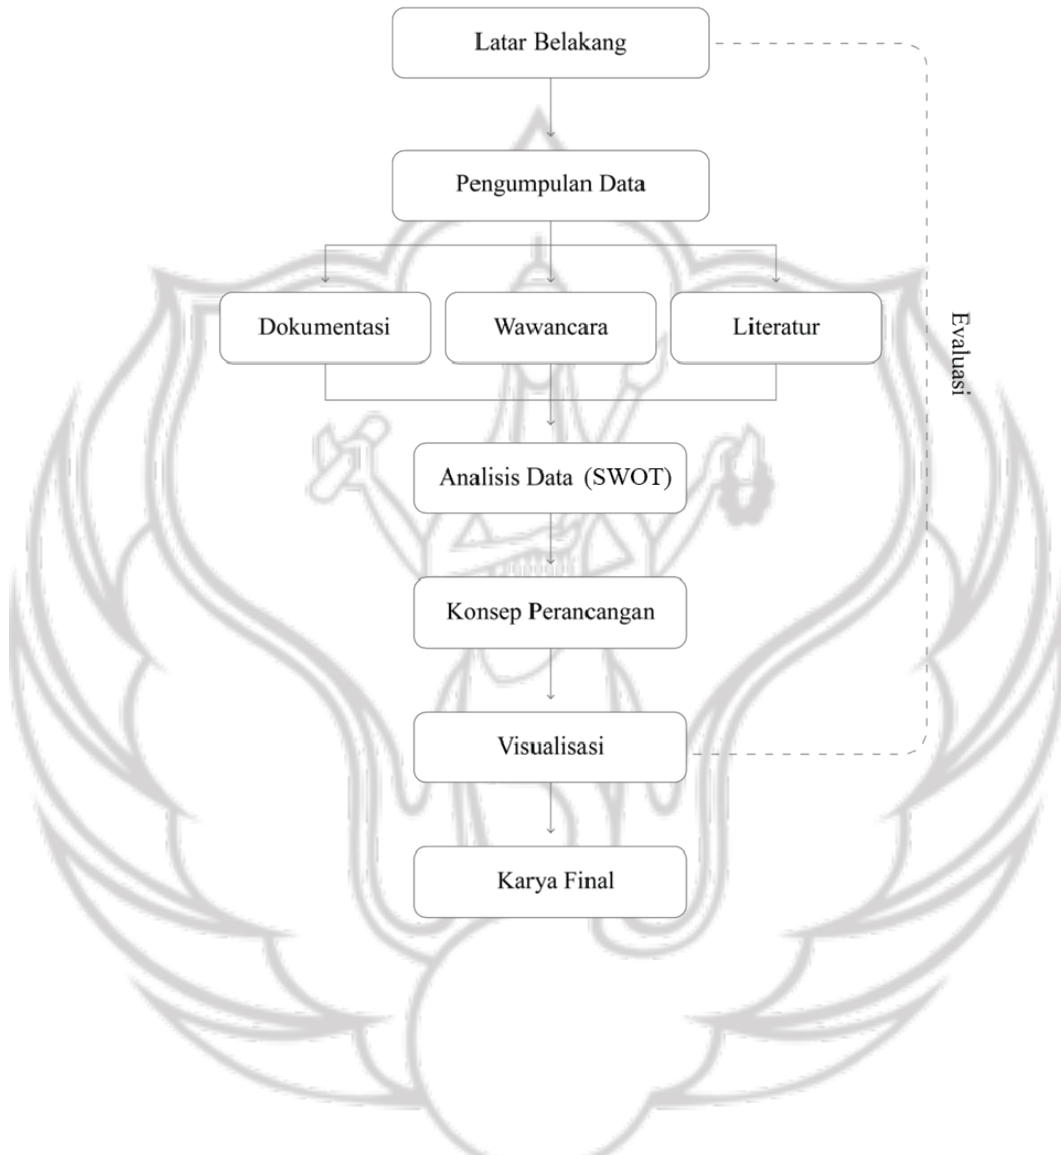 Latar Belakang
Pengumpulan Data
Dokumentasi
Wawancara
Literatur
Evaluasi
Analisis Data (SWOT)
Konsep Perancangan
Visualisasi
Karya Final